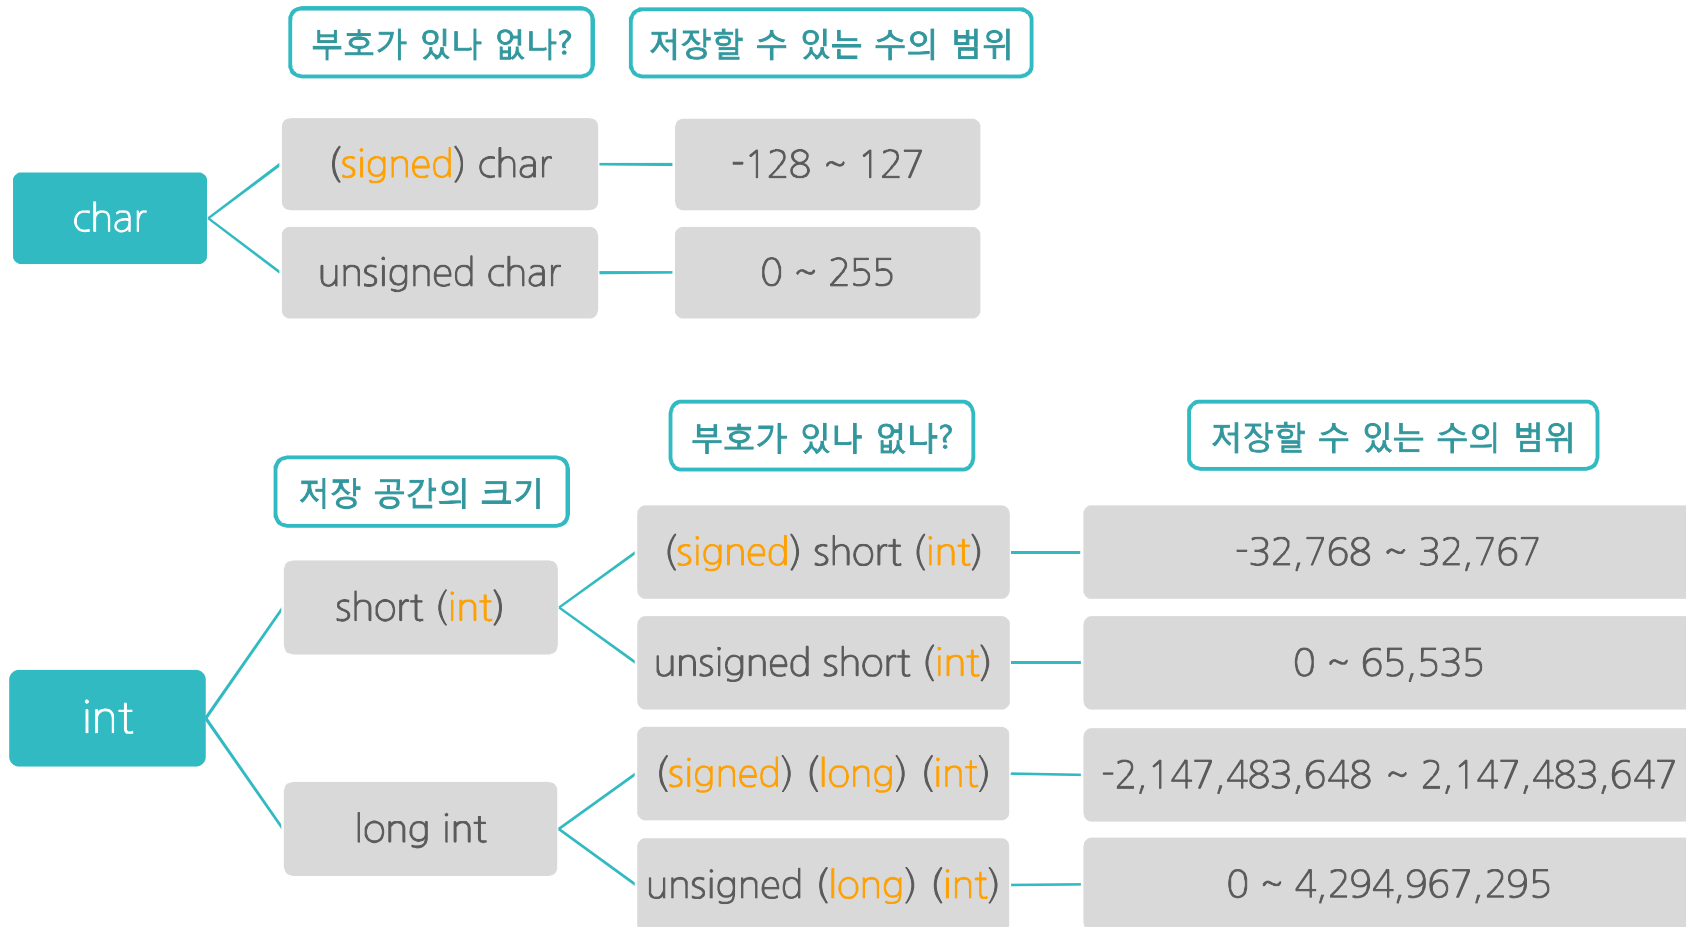 부호가 있나 없나?
저장할 수 있는 수의 범위
char
(signed) char
-128 ~ 127
unsigned char
0 ~ 255
부호가 있나 없나?
저장할 수 있는 수의 범위
저장 공간의 크기
int
short (int)
(signed) short (int)
-32,768 ~ 32,767
unsigned short (int)
0 ~ 65,535
long int
(signed) (long) (int)
-2,147,483,648 ~ 2,147,483,647
unsigned (long) (int)
0 ~ 4,294,967,295